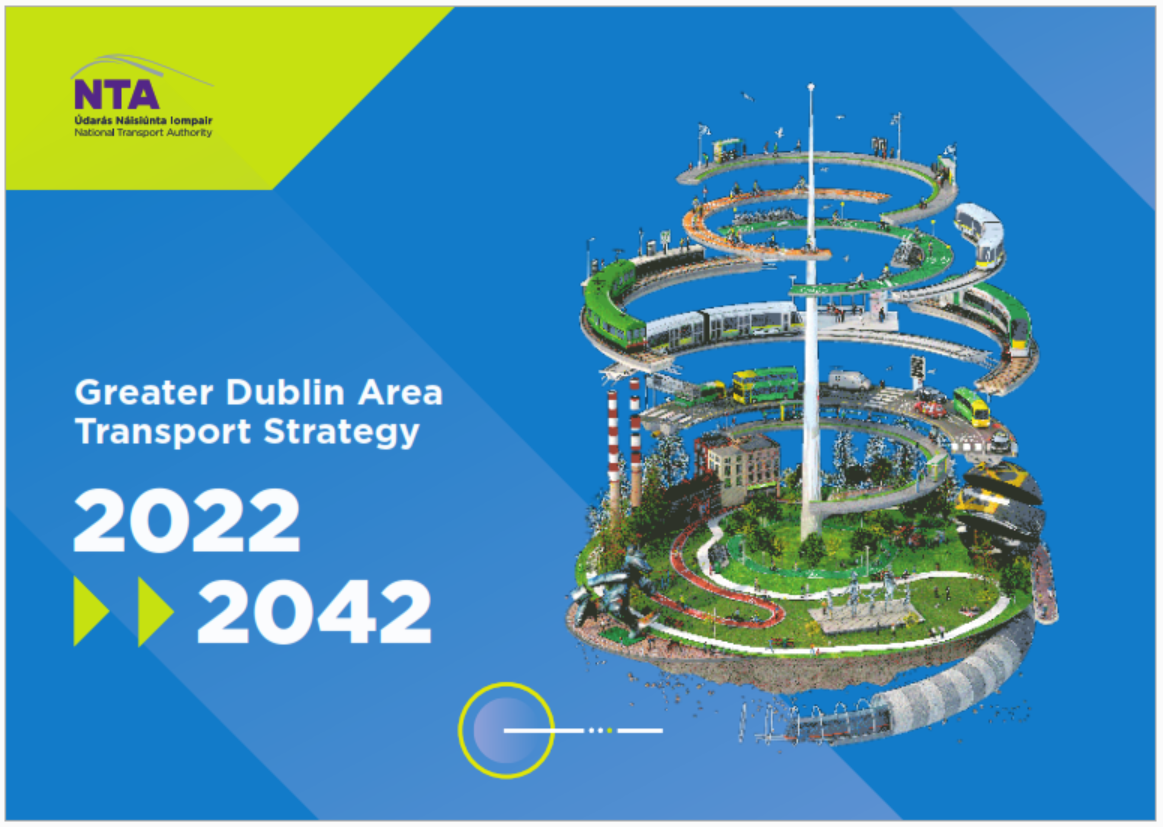 NTA
Údarás Náisiúnta Iompair
National Transport Authority
Greater Dublin Area
Transport Strategy
2022
2042